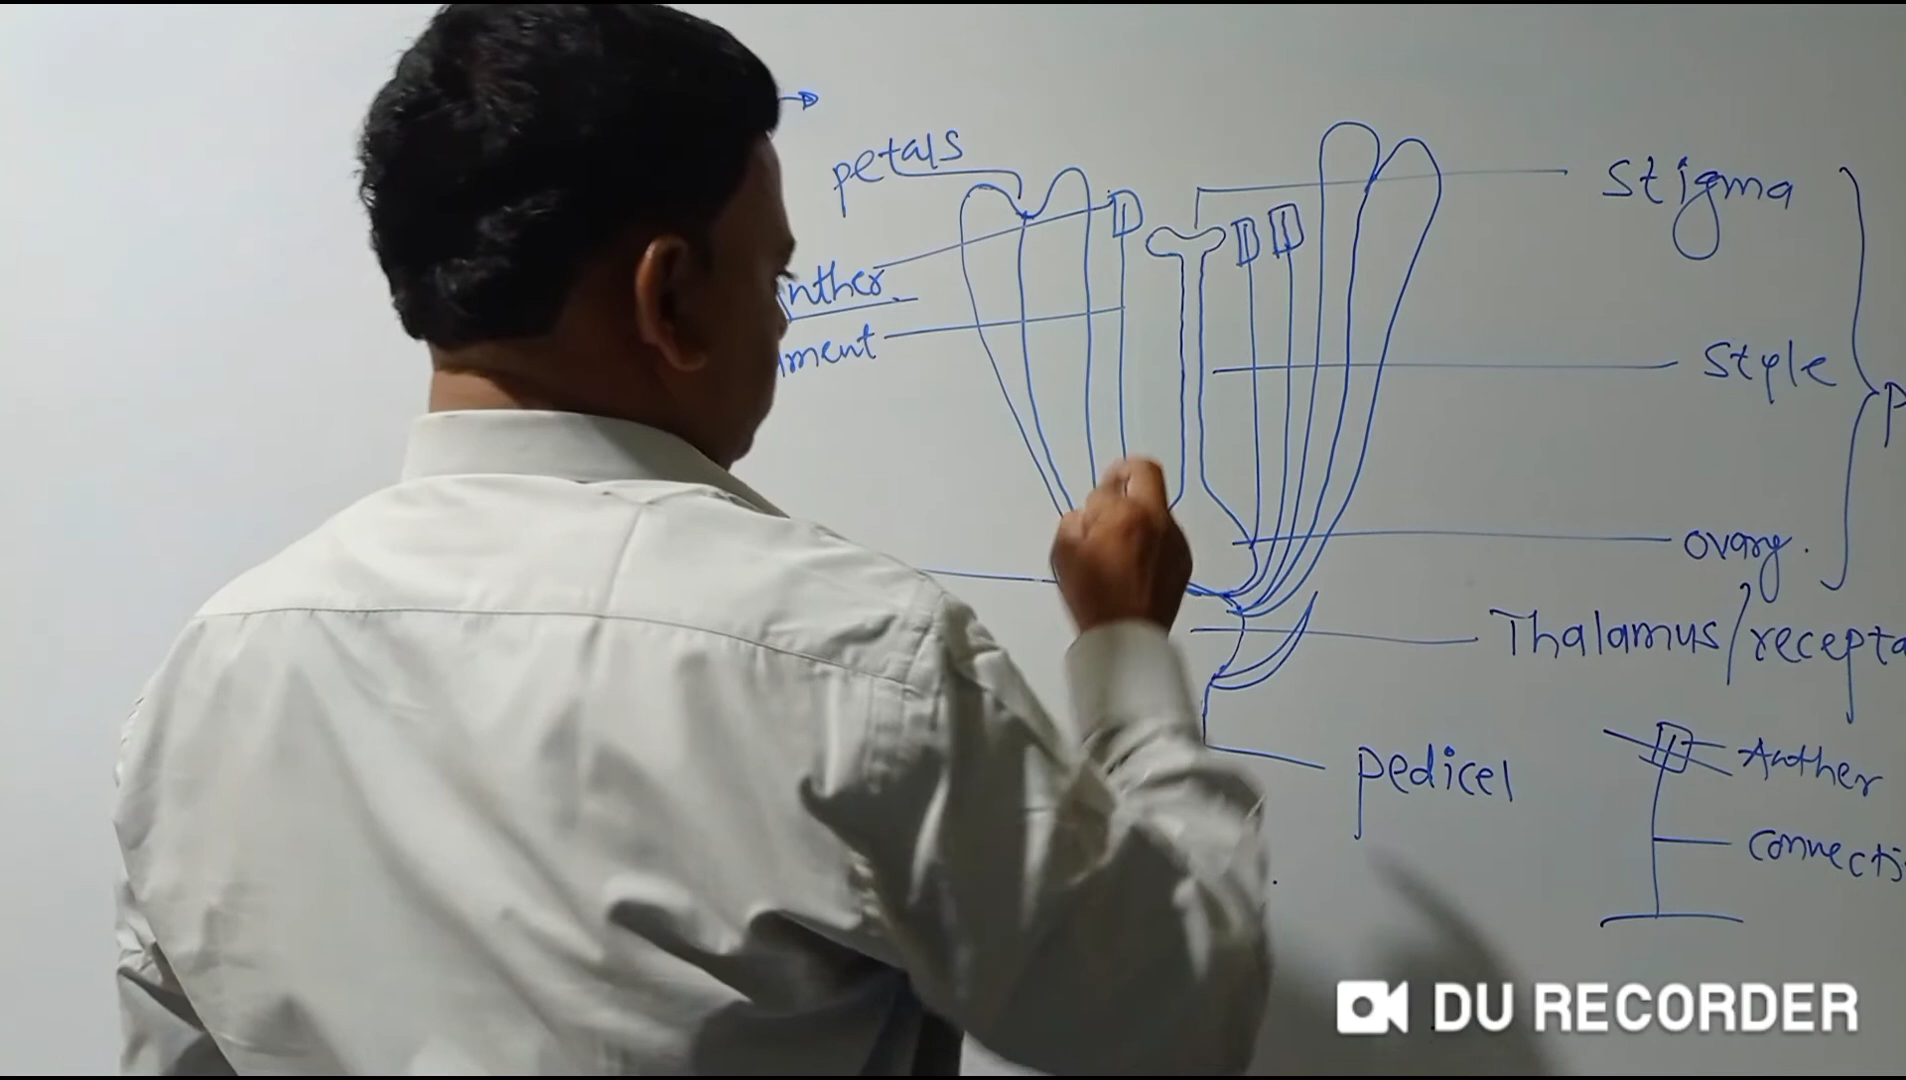 petals
Stigma
nther
ment
Style
P
ovary.
Thalamus/recepta
Anther
Pedicel
connecti
DU RECORDER